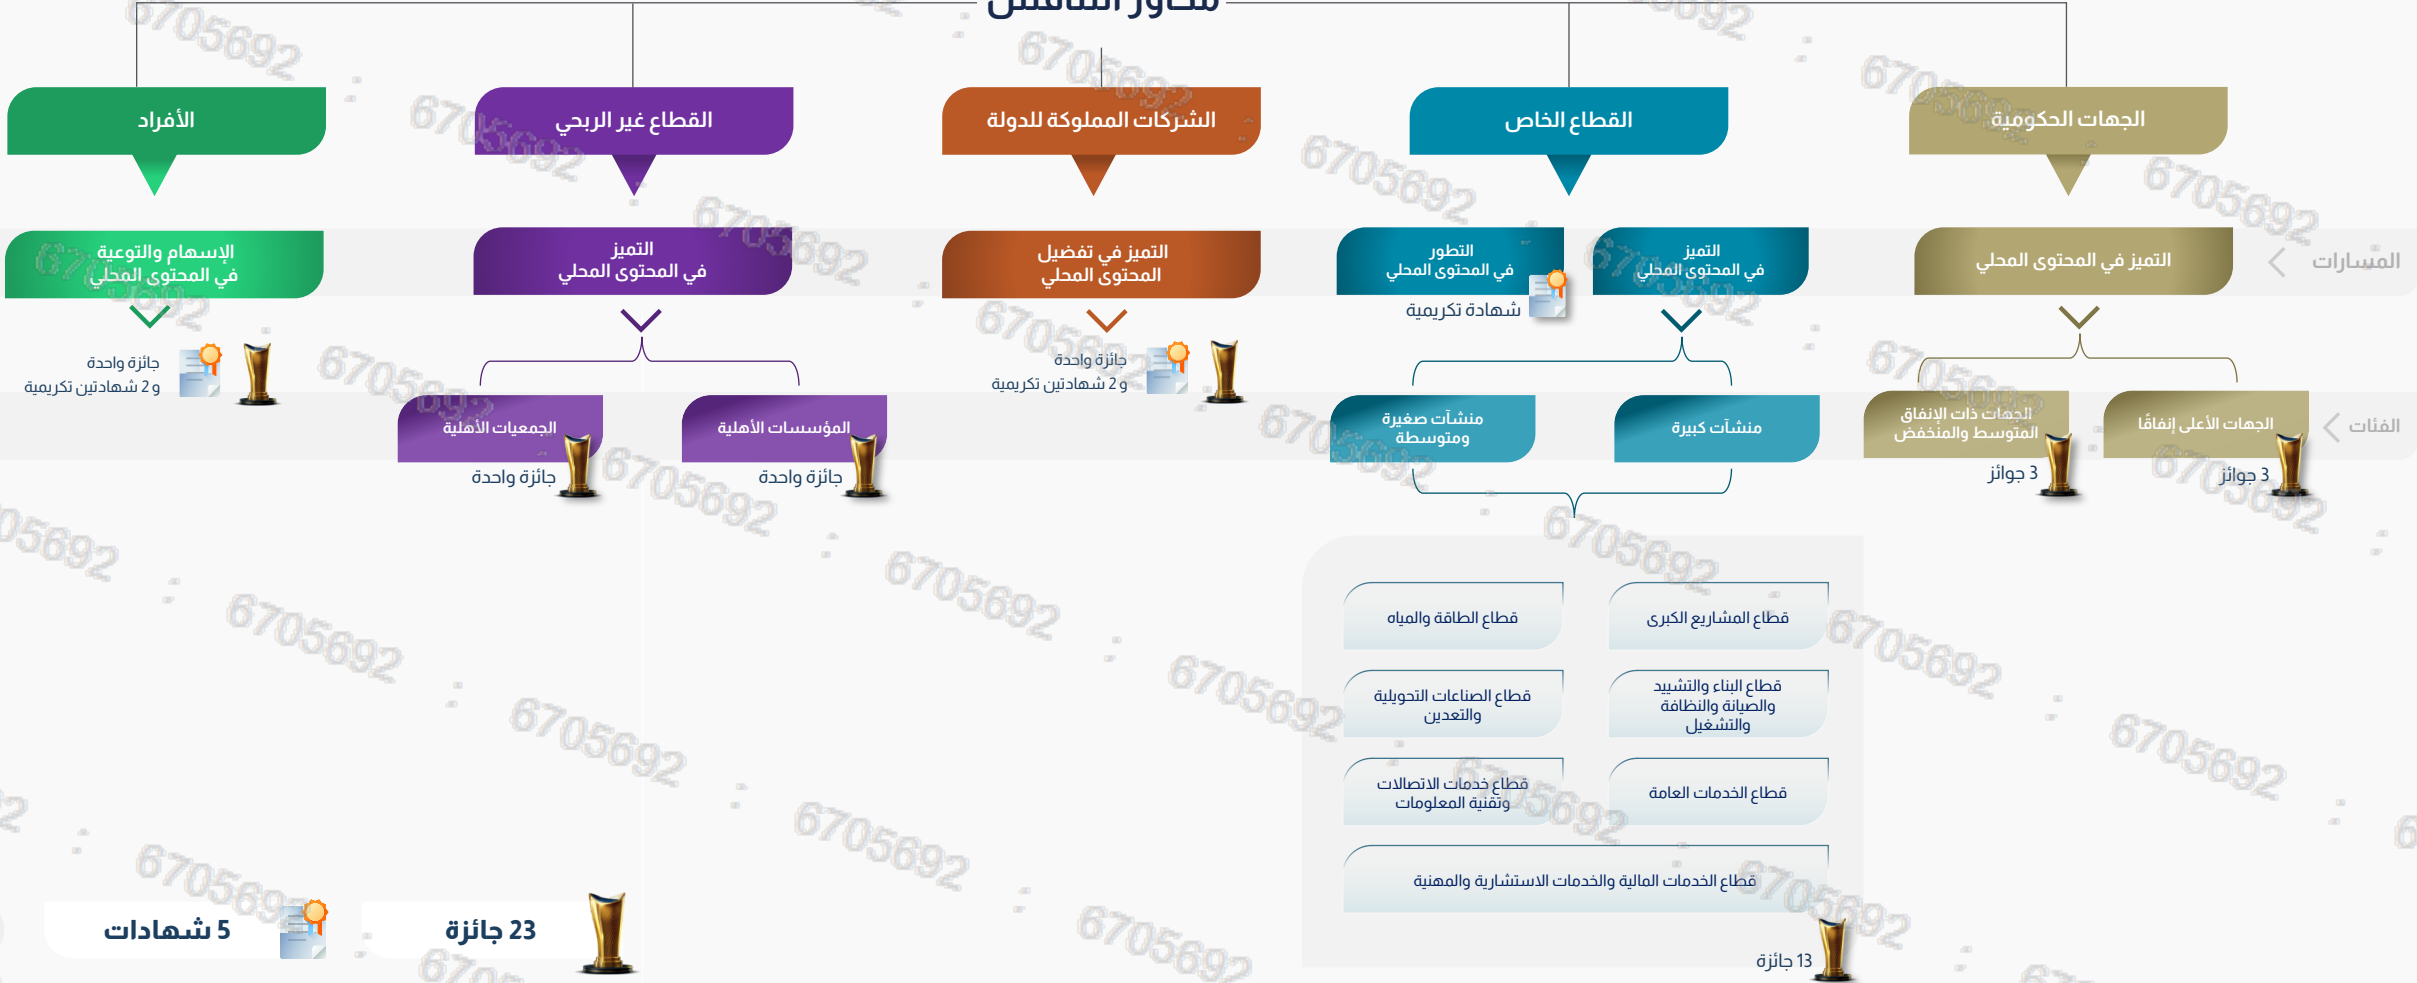 محاور التنافس
الجهات الحكومية
القطاع الخاص
الشركات المملوكة للدولة
القطاع غير الربحي
الأفراد
المسارات
التميز في المحتوى المحلي
التميز
في المحتوى المحلي
التطور
في المحتوى المحلي
شهادة تكريمية
التميز في تفضيل
المحتوى المحلي
التميز
في المحتوى المحلي
الإسهام والتوعية
في المحتوى المحلي
جائزة واحدة
و 2 شهادتين تكريمية
جائزة واحدة
و 2 شهادتين تكريمية
الفئات
الجهات الأعلى إنفاقًا
3 جوائز
الجهات ذات الإنفاق
المتوسط والمنخفض
3 جوائز
منشآت كبيرة
منشآت صغيرة
ومتوسطة
المؤسسات الأهلية
جائزة واحدة
الجمعيات الأهلية
جائزة واحدة
قطاع المشاريع الكبرى
قطاع الطاقة والمياه
قطاع البناء والتشييد
والصيانة والنظافة
والتشغيل
قطاع الصناعات التحويلية
والتعدين
قطاع الخدمات العامة
قطاع خدمات الاتصالات
وتقنية المعلومات
قطاع الخدمات المالية والخدمات الاستشارية والمهنية
13 جائزة
23 جائزة
5 شهادات
6705692